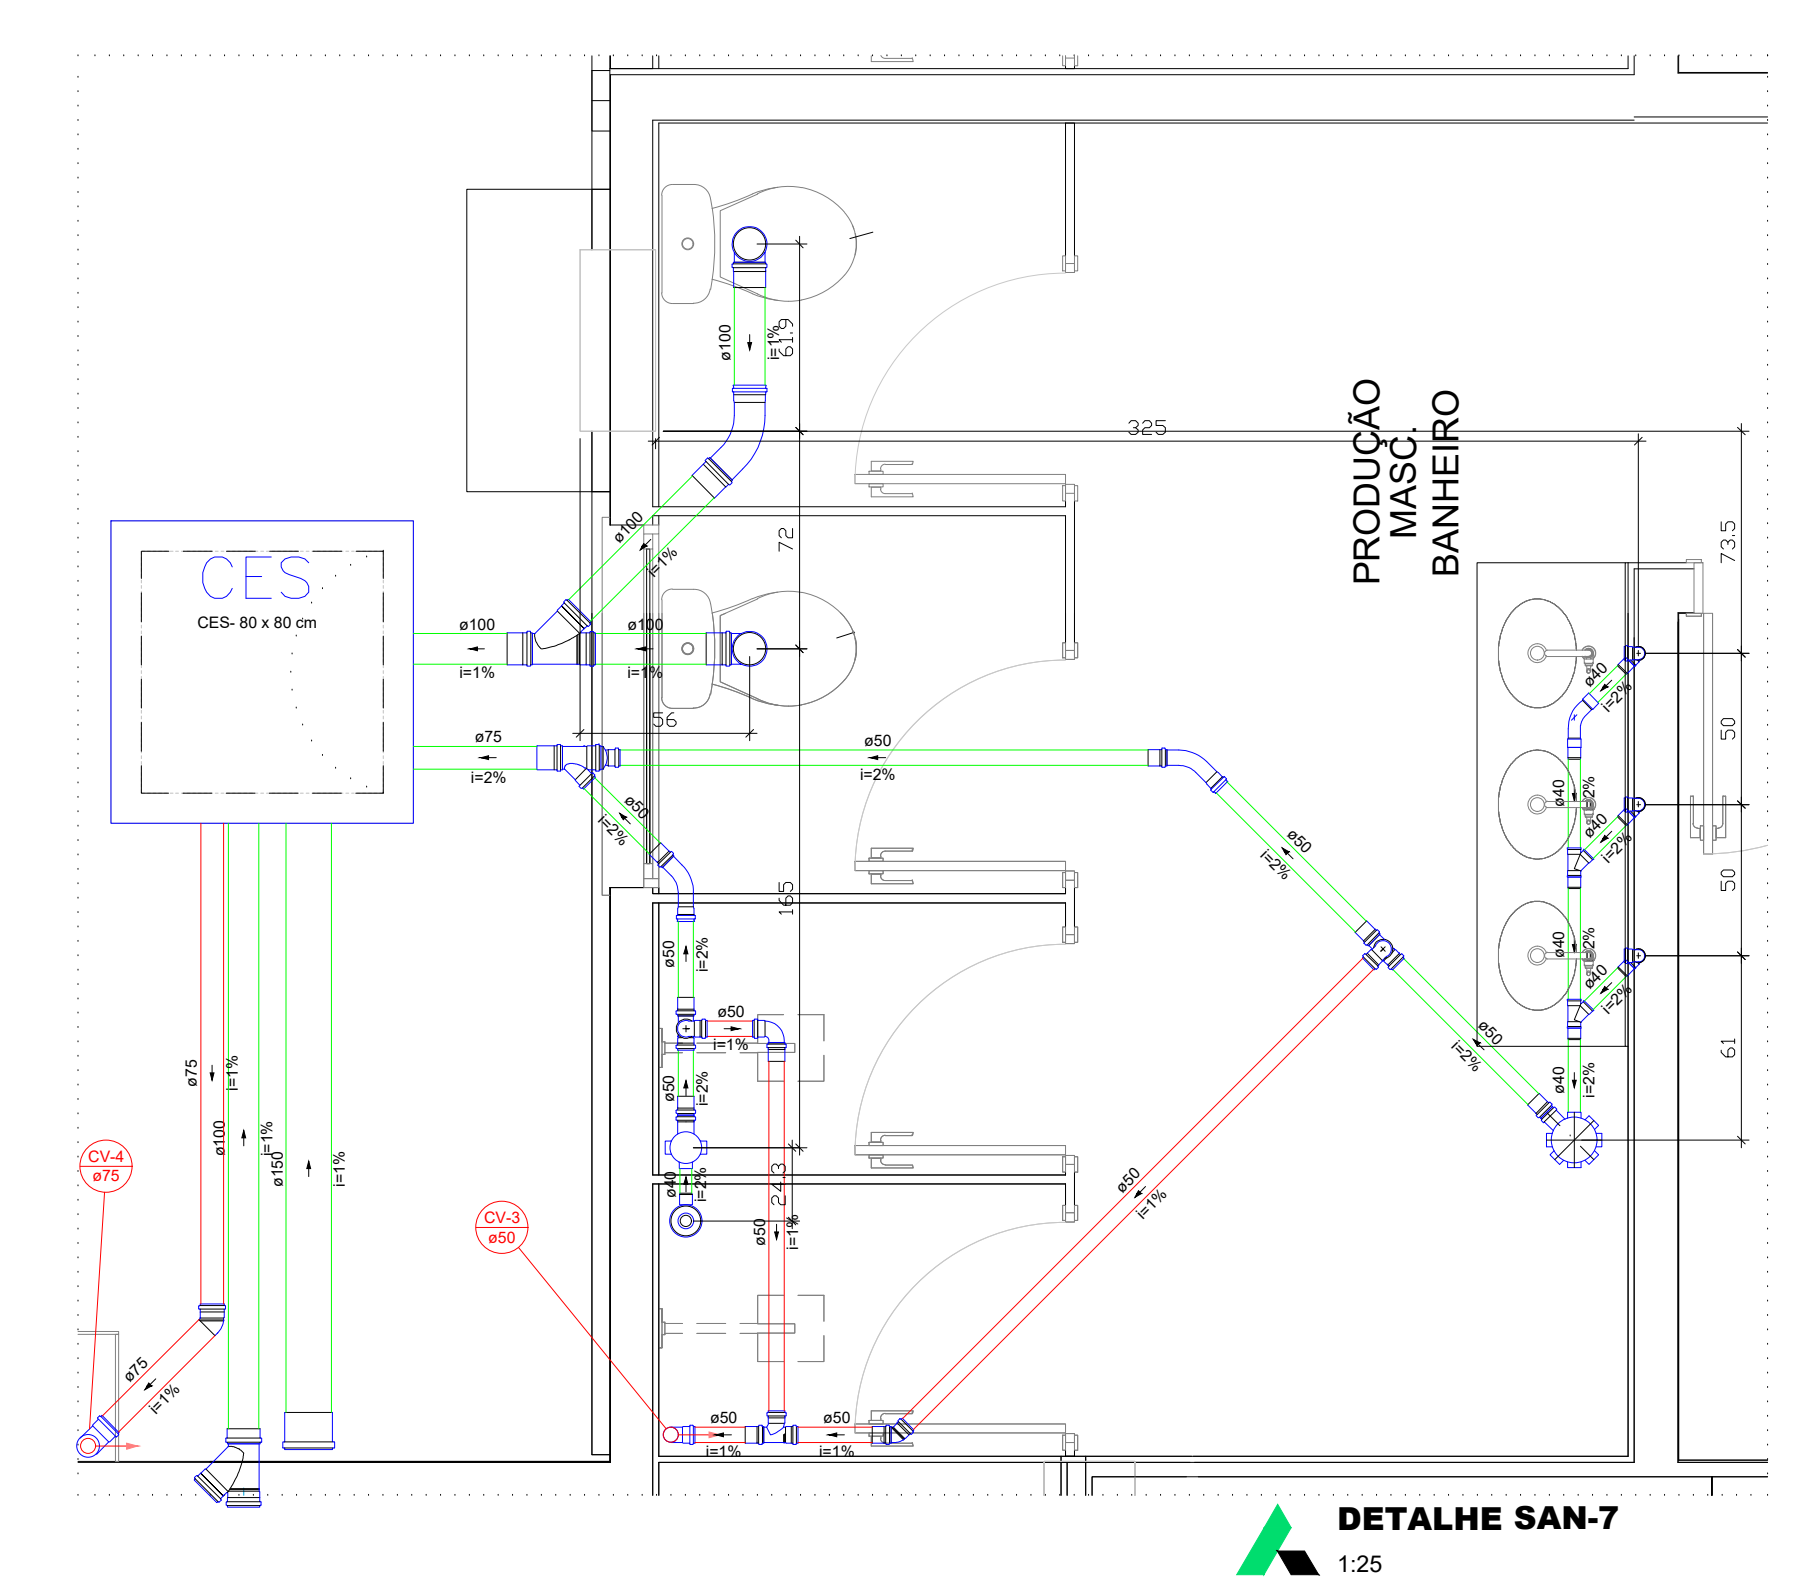 ø100
i=1%
61.9
325
PRODUÇÃO
MASC.
BANHEIRO
ø100
i=1%
72
73.5
CES
CES- 80 x 80 cm
ø100
i=1%
ø100
i=1%
56
ø75
i=2%
ø50
i=2%
ø50
i=2%
ø40
i=2%
50
ø40
2%
ø40
i=2%
50
ø50
i=2%
165
ø50
i=2%
ø40
2%
ø40
i=2%
61
ø50
i=1%
ø50
i=2%
ø50
i=2%
ø40
i=2%
ø75
i=1%
ø100
i=1%
ø150
i=1%
CV-4
ø75
ø40
i=2%
24.3
CV-3
ø50
ø50
i=1%
ø50
i=1%
ø75
i=1%
ø50
i=1%
ø50
i=1%
DETALHE SAN-7
1:25